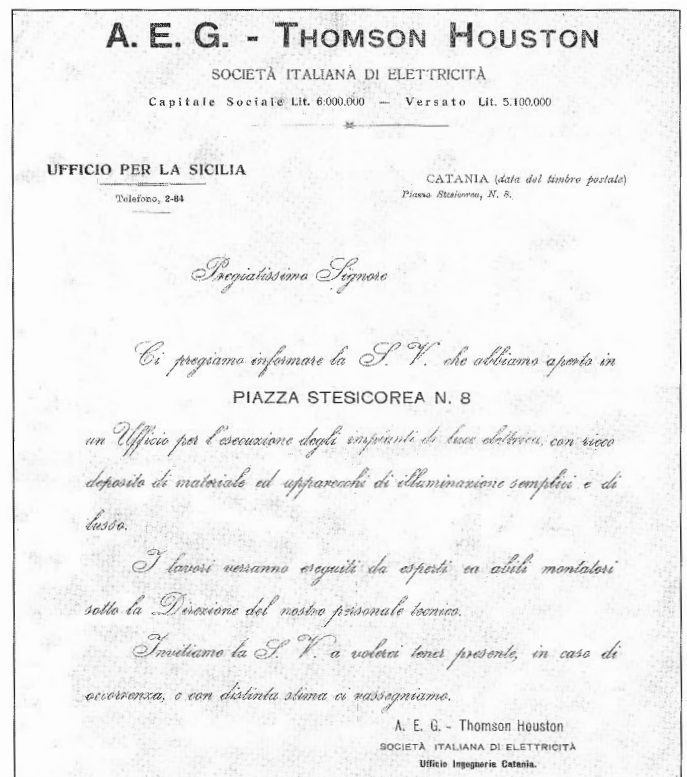 A. E. G. - THOMSON HOUSTON
SOCIETÀ ITALIANA DI ELETTRICITÀ
Capitale Sociale Lit. 6.000.000 — Versato Lit. 5.100.000
UFFICIO PER LA SICILIA
Telefono, 2-84
CATANIA (data del timbro postale)
Piazza Stesicorea, N. 8.
Pregiatissimo Signore
Ci pregiamo informare la S. V. che abbiamo aperto in
PIAZZA STESICOREA N. 8
un Ufficio per l'esecuzione degli impianti di luce elettrica, con ricco
deposito di materiale ed apparecchi di illuminazione semplici e di
lusso.
I lavori verranno eseguiti da esperti ea abili montatori
sotto la Direzione del nostro personale tecnico.
Invitiamo la S. V. a volerci tener presente, in caso di
occorrenza, e con distinta stima ci rassegniamo.
A. E. G. - Thomson Houston
SOCIETÀ ITALIANA DI ELETTRICITÀ
Ufficio Ingegneria Catania.